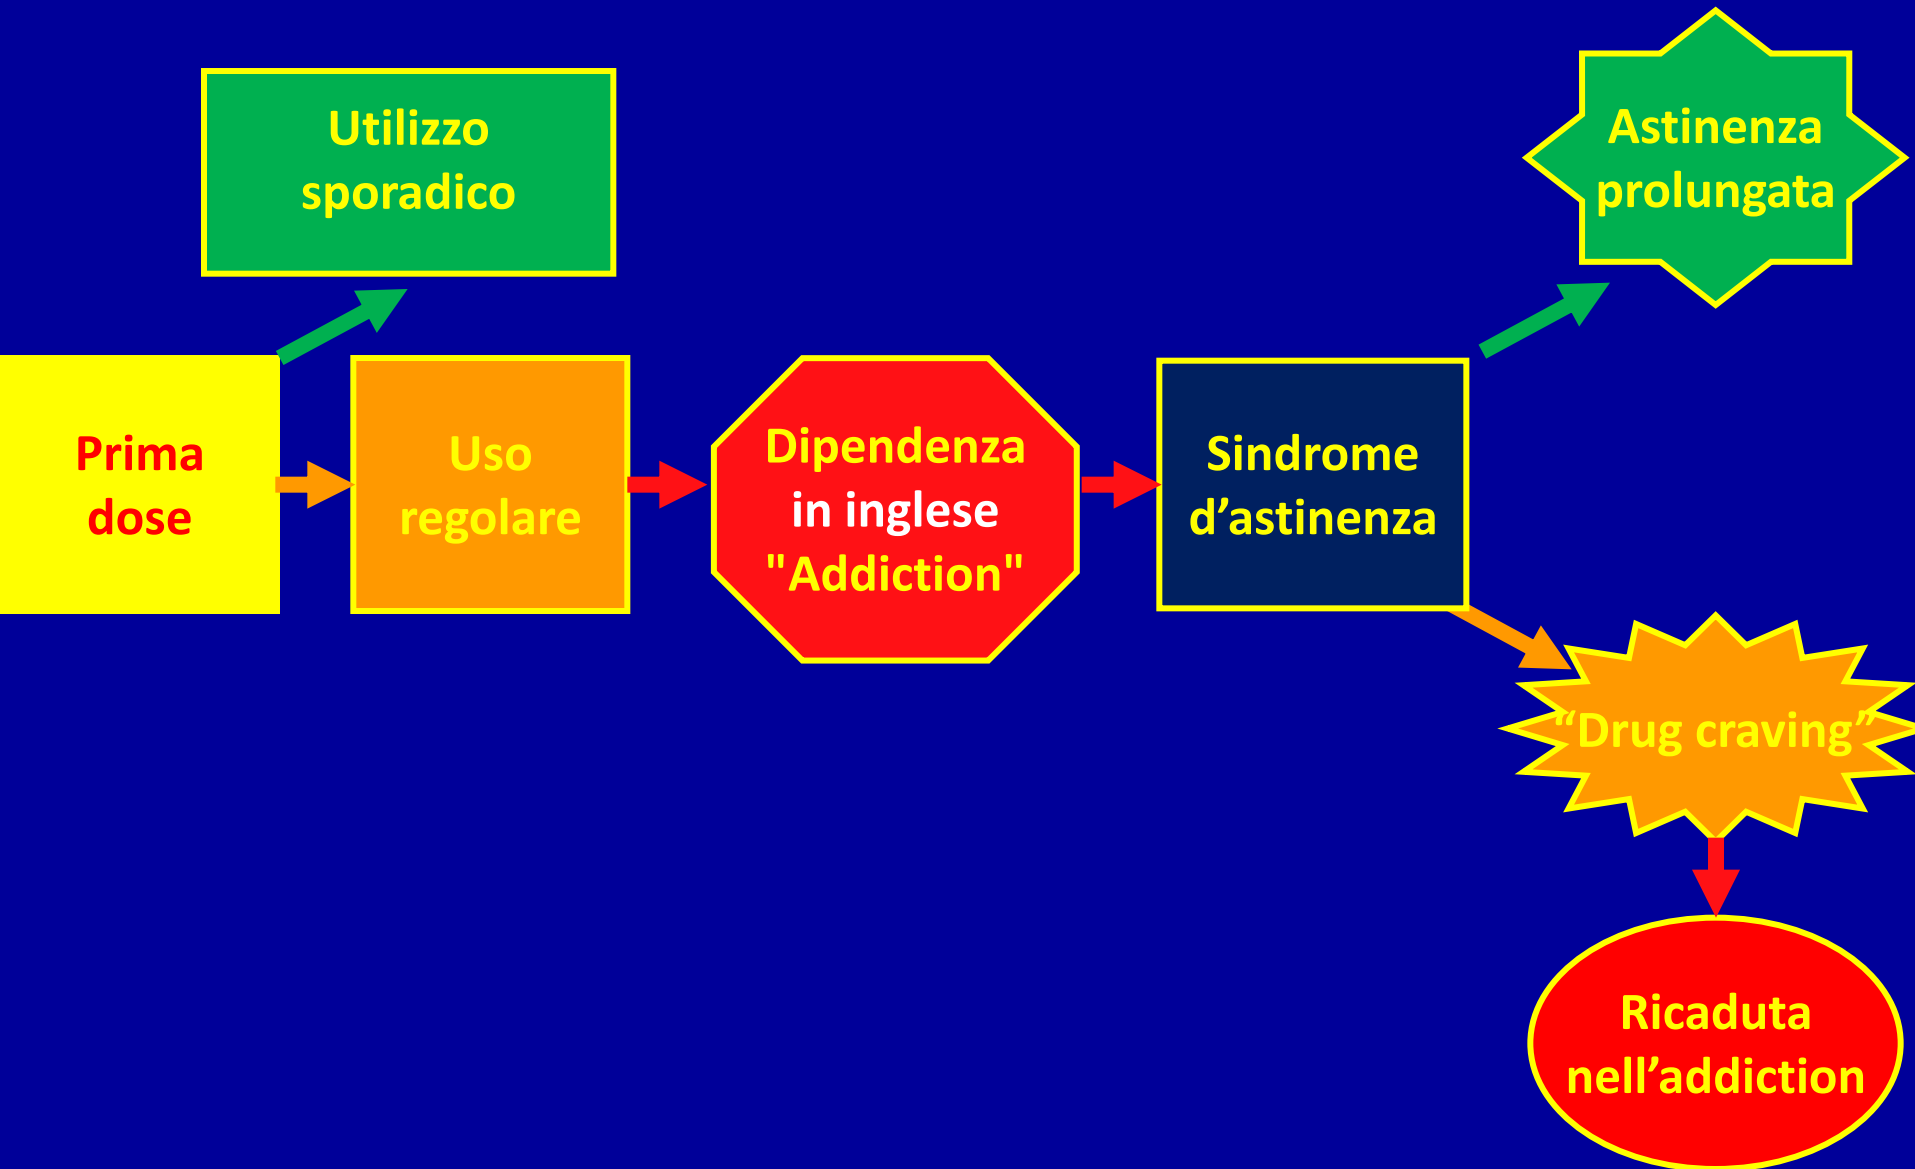 Utilizzo
sporadico
Astinenza
prolungata
Prima
dose
Uso
regolare
Dipendenza
in inglese
"Addiction"
Sindrome
d’astinenza
“Drug craving”
Ricaduta
nell’addiction